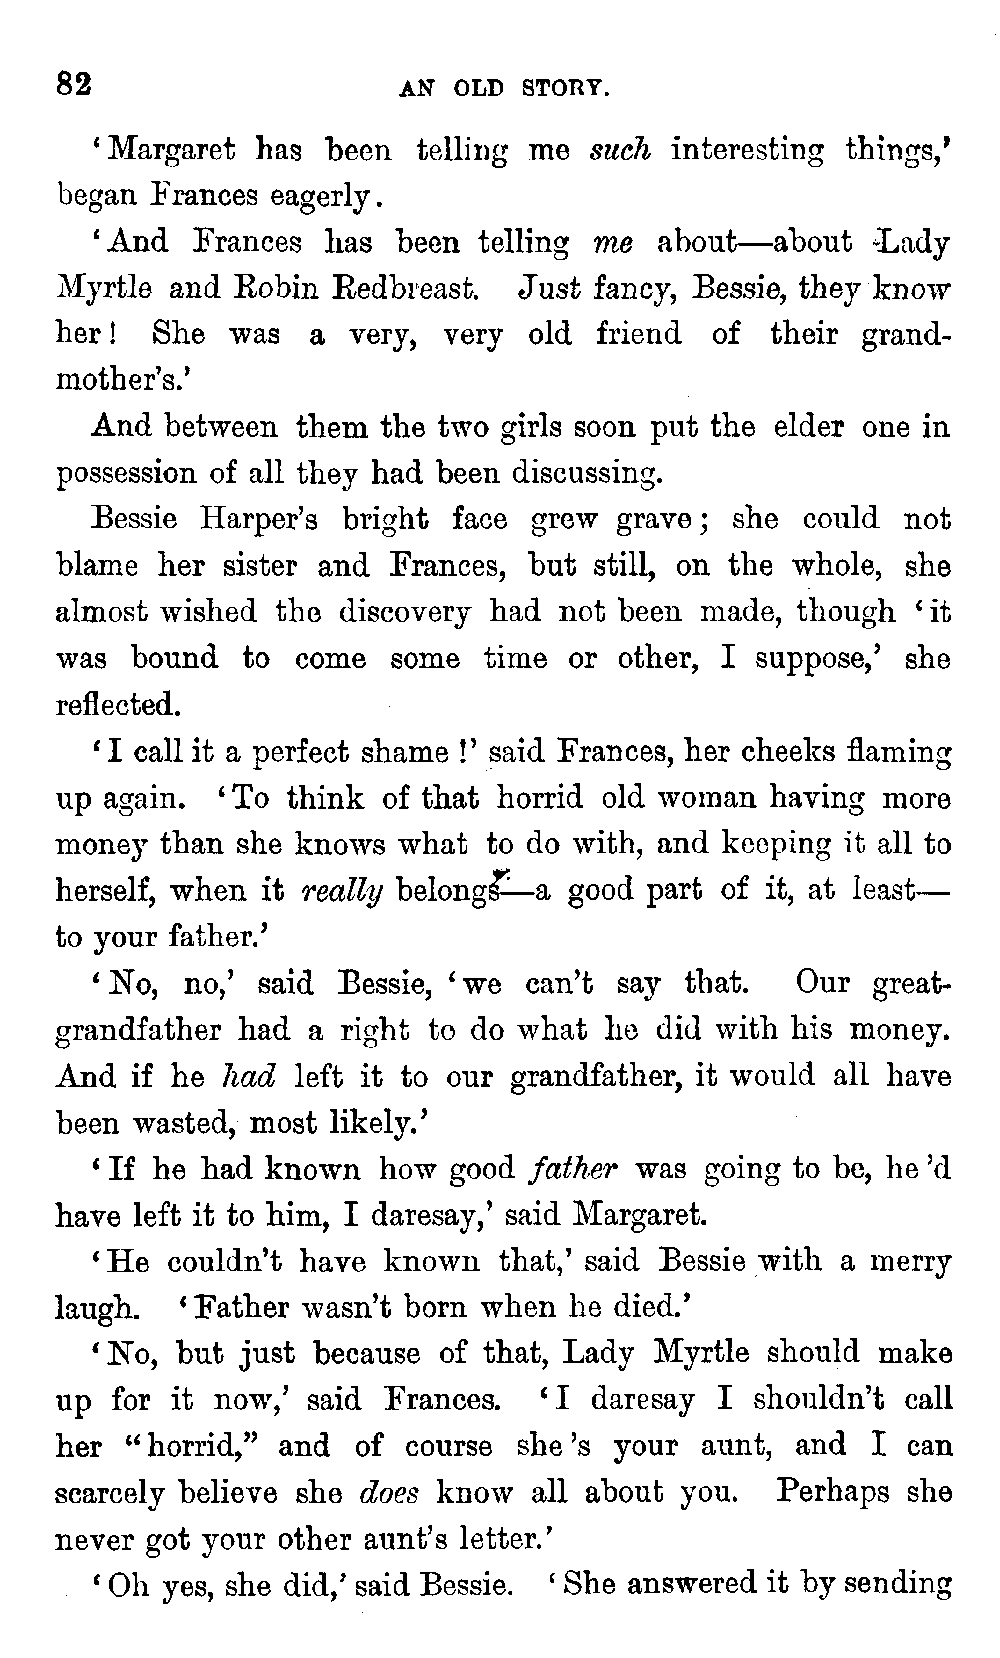 82 AN OLD STORY.
‘Margaret has been telling me such interesting things,’
began Frances eagerly.
‘And Frances has been telling me about—about Lady
Myrtle and Robin Redbreast. Just fancy, Bessie, they know
her! She was a very, very old friend of their grand-
mother’s.’
And between them the two girls soon put the elder one in
possession of all they had been discussing.
Bessie Harper’s bright face grew grave; she could not
blame her sister and Frances, but still, on the whole, she
almost wished the discovery had not been made, though ‘it
was bound to come some time or other, I suppose,’ she
reflected.
‘I call it a perfect shame!’ said Frances, her cheeks flaming
up again. ‘To think of that horrid old woman having more
money than she knows what to do with, and keeping it all to
herself, when it really belongs—a good part of it, at least—
to your father.’
‘No, no,’ said Bessie, ‘we can’t say that. Our great-
grandfather had a right to do what he did with his money.
And if he had left it to our grandfather, it would all have
been wasted, most likely.’
‘If he had known how good father was going to be, he’d
have left it to him, I daresay,’ said Margaret.
‘He couldn’t have known that,’ said Bessie with a merry
laugh. ‘Father wasn’t born when he died.’
‘No, but just because of that, Lady Myrtle should make
up for it now,’ said Frances. ‘I daresay I shouldn’t call
her “horrid,” and of course she’s your aunt, and I can
scarcely believe she does know all about you. Perhaps she
never got your other aunt’s letter.’
‘Oh yes, she did,’ said Bessie. ‘She answered it by sending